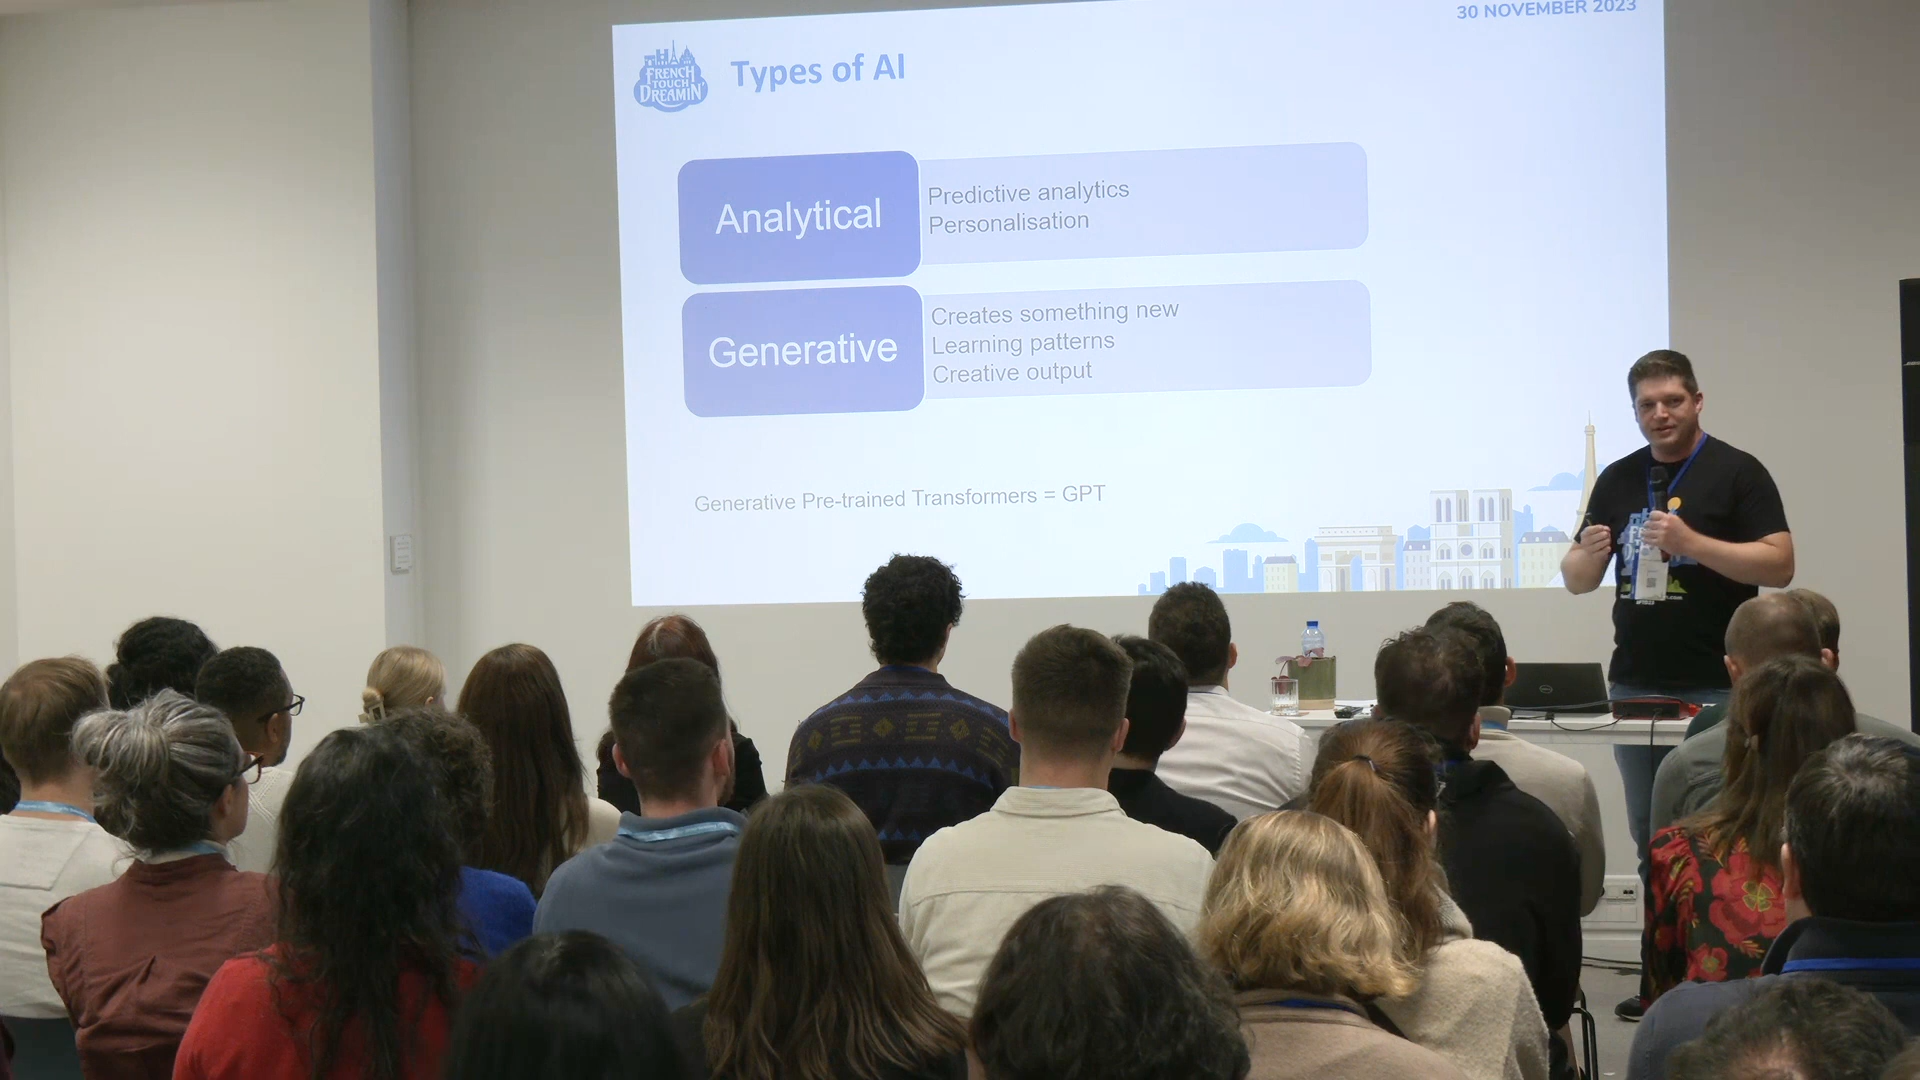 30 NOVEMBER 2023
FRENCH
TOUCH
DREAMIN'
Types of AI
Analytical
Predictive analytics
Personalisation
Generative
Creates something new
Learning patterns
Creative output
Generative Pre-trained Transformers = GPT